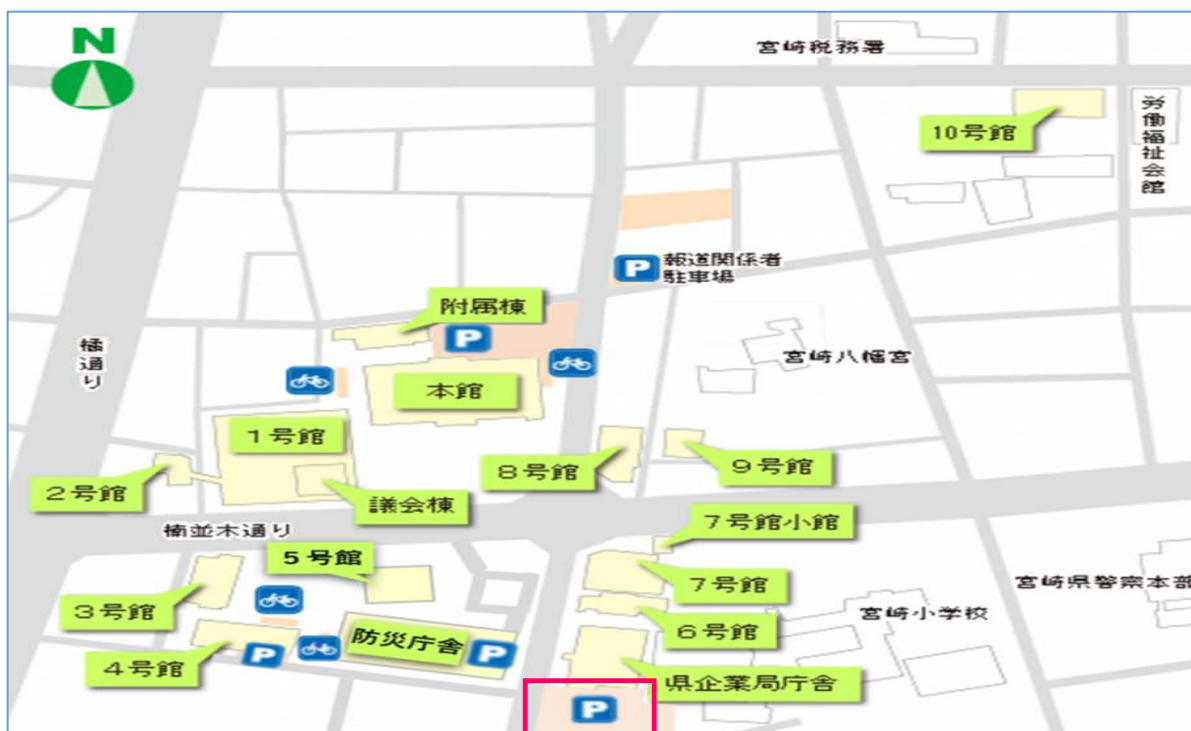 N
宮崎税務署
10号館
労働福祉会館
P
報道関係者
駐車場
附属棟
P
橘通り
宮崎八幡宮
本館
1号館
8号館
9号館
2号館
議会棟
楠並木通り
7号館小館
5号館
7号館
宮崎県警察本部
3号館
6号館
宮崎小学校
防災庁舎
P
P
4号館
県企業局庁舎
P